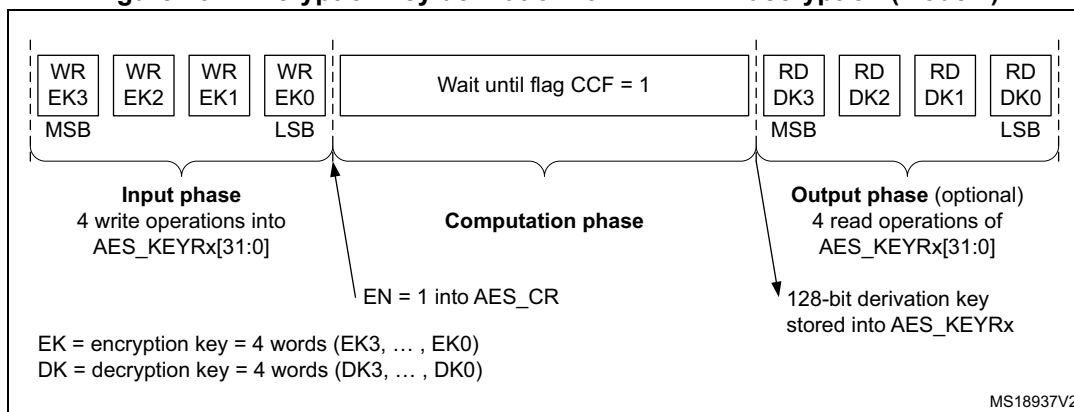 WR WR WR WR
EK3 EK2 EK1 EK0
Wait until flag CCF = 1
RD RD RD RD
DK3 DK2 DK1 DK0
MSB LSB MSB LSB
Input phase
4 write operations into
AES_KEYRx[31:0]
Computation phase
Output phase (optional)
4 read operations of
AES_KEYRx[31:0]
EN = 1 into AES_CR
128-bit derivation key
stored into AES_KEYRx
EK = encryption key = 4 words (EK3, … , EK0)
DK = decryption key = 4 words (DK3, … , DK0)
MS18937V2